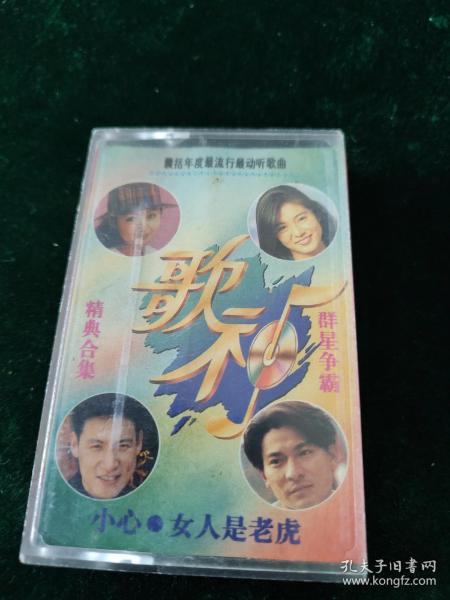 囊括年度最流行最动听歌曲
歌
精典合集
群星争霸
小心●女人是老虎
孔夫子旧书网
www.kongfz.com